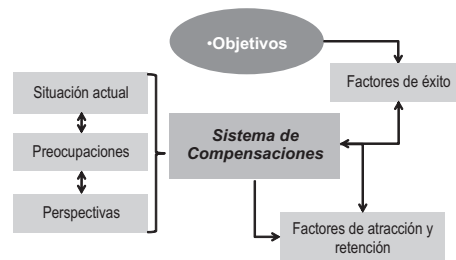 •Objetivos
Factores de éxito
Situación actual
Preocupaciones
Perspectivas
Sistema de
Compensaciones
Factores de atracción y
retención